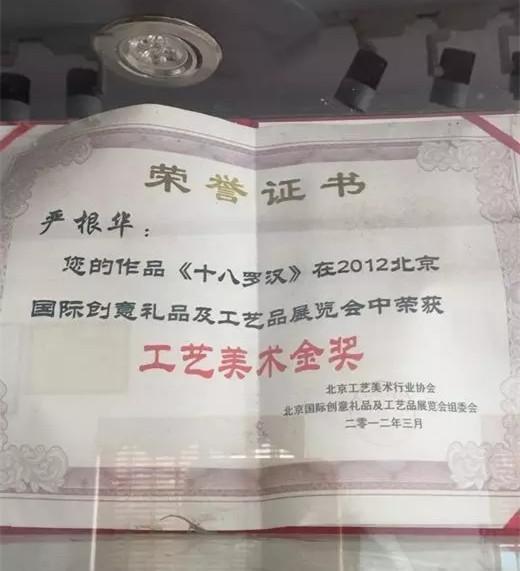 荣誉证书
严根华：
您的作品《十八罗汉》在2012北京
国际创意礼品及工艺品展览会中荣获
工艺美术金奖
北京工艺美术行业协会
北京国际创意礼品及工艺品展览会组委会
二零一二年三月